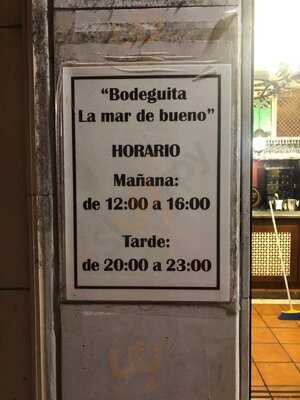 “Bodeguita
La mar de bueno”
HORARIO
Mañana:
de 12:00 a 16:00
Tarde:
de 20:00 a 23:00